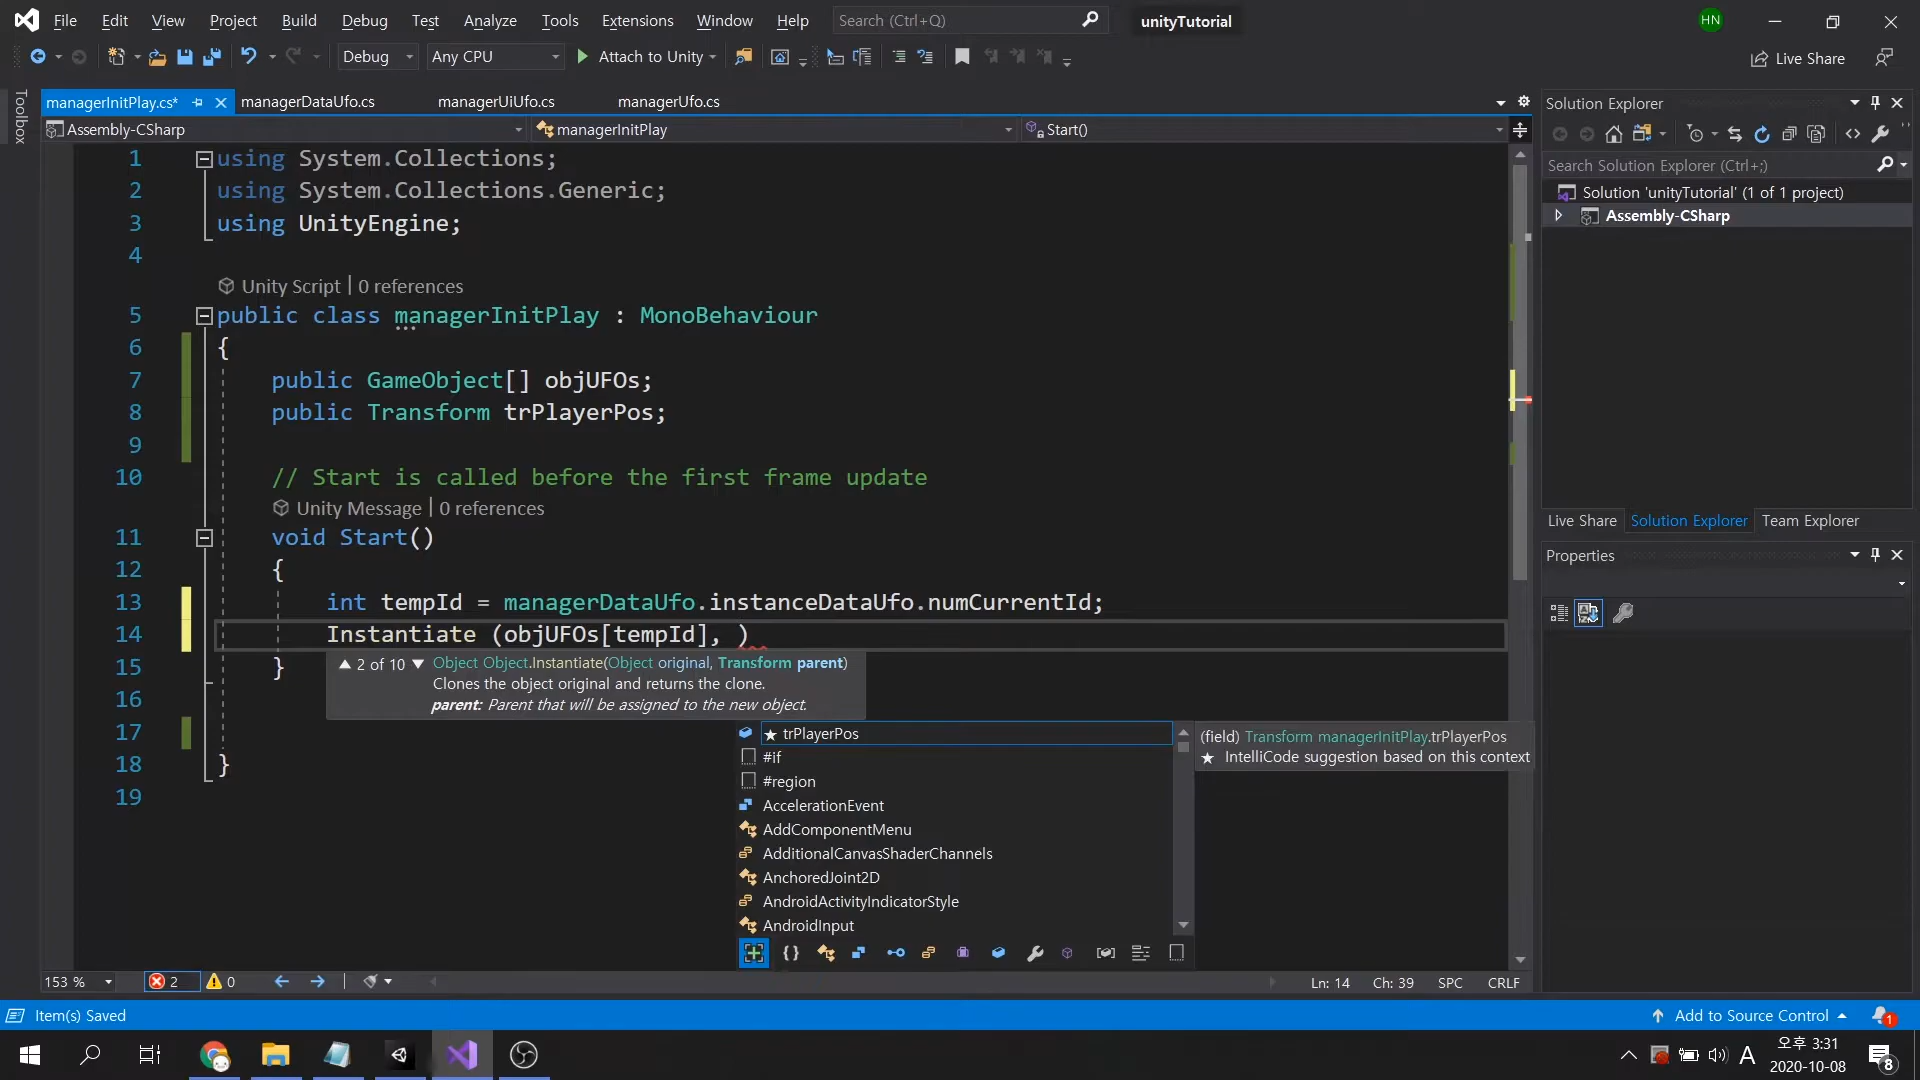 File Edit View Project Build Debug Test Analyze Tools Extensions Window Help Search (Ctrl+Q) unityTutorial HN
Debug Any CPU Attach to Unity Live Share
Toolbox
managerInitPlay.cs* managerDataUfo.cs managerUiUfo.cs managerUfo.cs
Assembly-CSharp managerInitPlay Start()
1 using System.Collections;
2 using System.Collections.Generic;
3 using UnityEngine;
4
Unity Script | 0 references
5 public class managerInitPlay : MonoBehaviour
6 {
7 public GameObject[] objUFOs;
8 public Transform trPlayerPos;
9
10 // Start is called before the first frame update
Unity Message | 0 references
11 void Start()
12 {
13 int tempId = managerDataUfo.instanceDataUfo.numCurrentId;
14 Instantiate (objUFOs[tempId], )
15 }
16
17
18 }
19
2 of 10 Object Object.Instantiate(Object original, Transform parent)
Clones the object original and returns the clone.
parent: Parent that will be assigned to the new object.
trPlayerPos
#if
#region
AccelerationEvent
AddComponentMenu
AdditionalCanvasShaderChannels
AnchoredJoint2D
AndroidActivityIndicatorStyle
AndroidInput
(field) Transform managerInitPlay.trPlayerPos
★ IntelliCode suggestion based on this context
Solution Explorer
Search Solution Explorer (Ctrl+;)
Solution 'unityTutorial' (1 of 1 project)
Assembly-CSharp
Live Share Solution Explorer Team Explorer
Properties
153 % 2 0 Ln: 14 Ch: 39 SPC CRLF
Item(s) Saved Add to Source Control 1
A 오후 3:31
2020-10-08 8